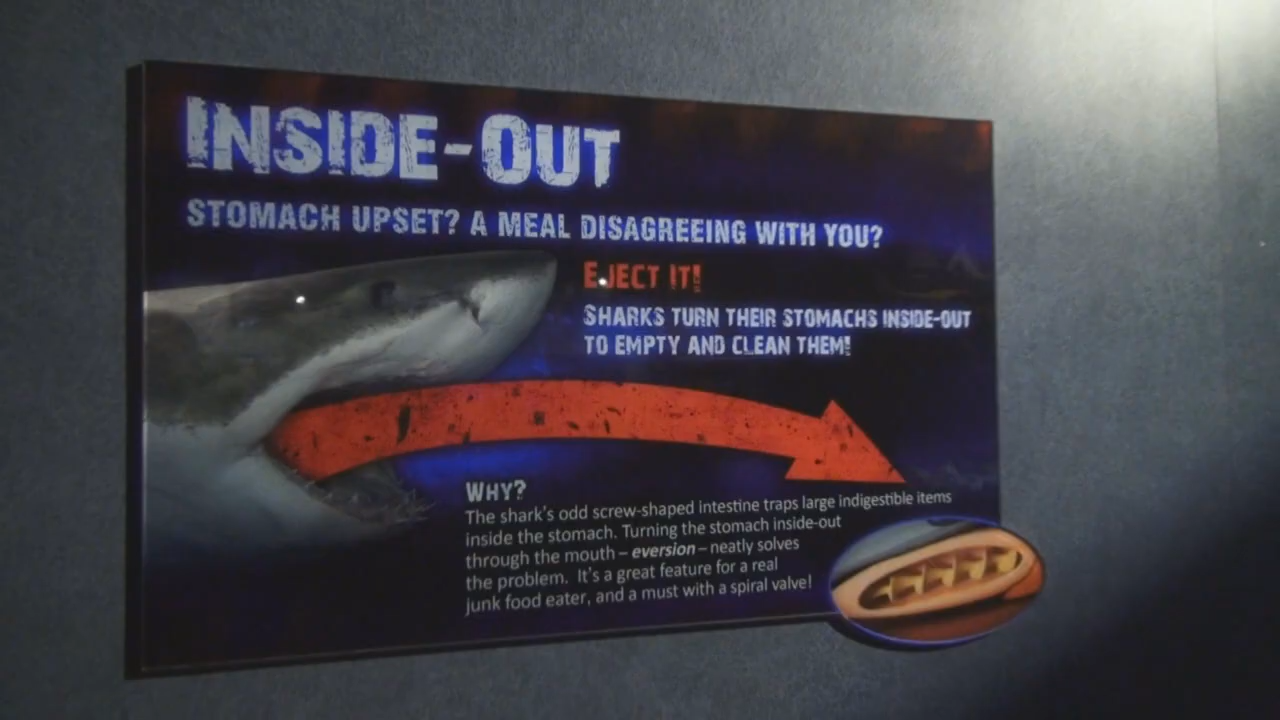 INSIDE-OUT
STOMACH UPSET? A MEAL DISAGREEING WITH YOU?
EJECT IT!
SHARKS TURN THEIR STOMACHS INSIDE-OUT
TO EMPTY AND CLEAN THEM!
WHY?
The shark's odd screw-shaped intestine traps large indigestible items
inside the stomach. Turning the stomach inside-out
through the mouth – eversion – neatly solves
the problem. It's a great feature for a real
junk food eater, and a must with a spiral valve!